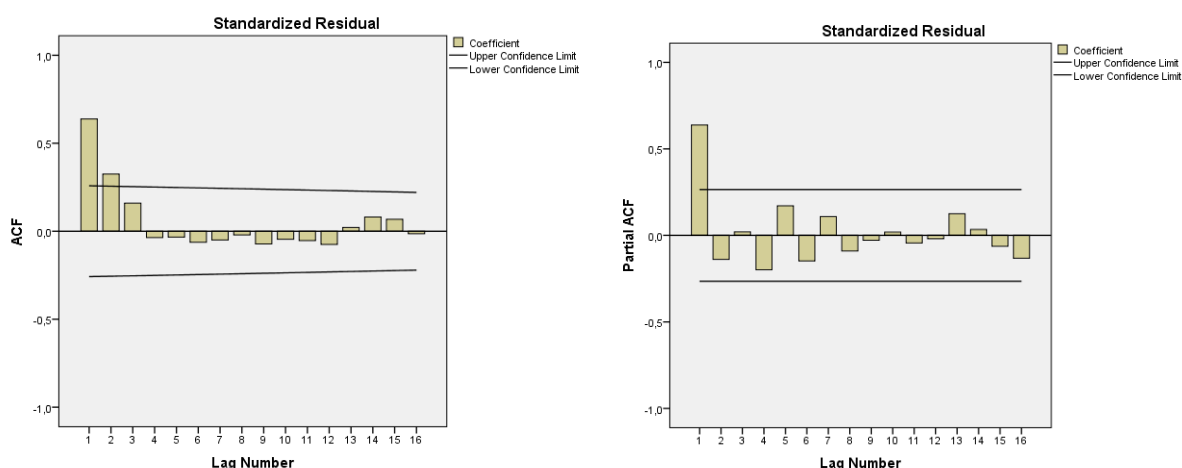 Standardized Residual
Coefficient
Upper Confidence Limit
Lower Confidence Limit
1,0
0,5
0,0
-0,5
-1,0
ACF
1 2 3 4 5 6 7 8 9 10 11 12 13 14 15 16
Lag Number
Standardized Residual
Coefficient
Upper Confidence Limit
Lower Confidence Limit
1,0
0,5
0,0
-0,5
-1,0
Partial ACF
1 2 3 4 5 6 7 8 9 10 11 12 13 14 15 16
Lag Number